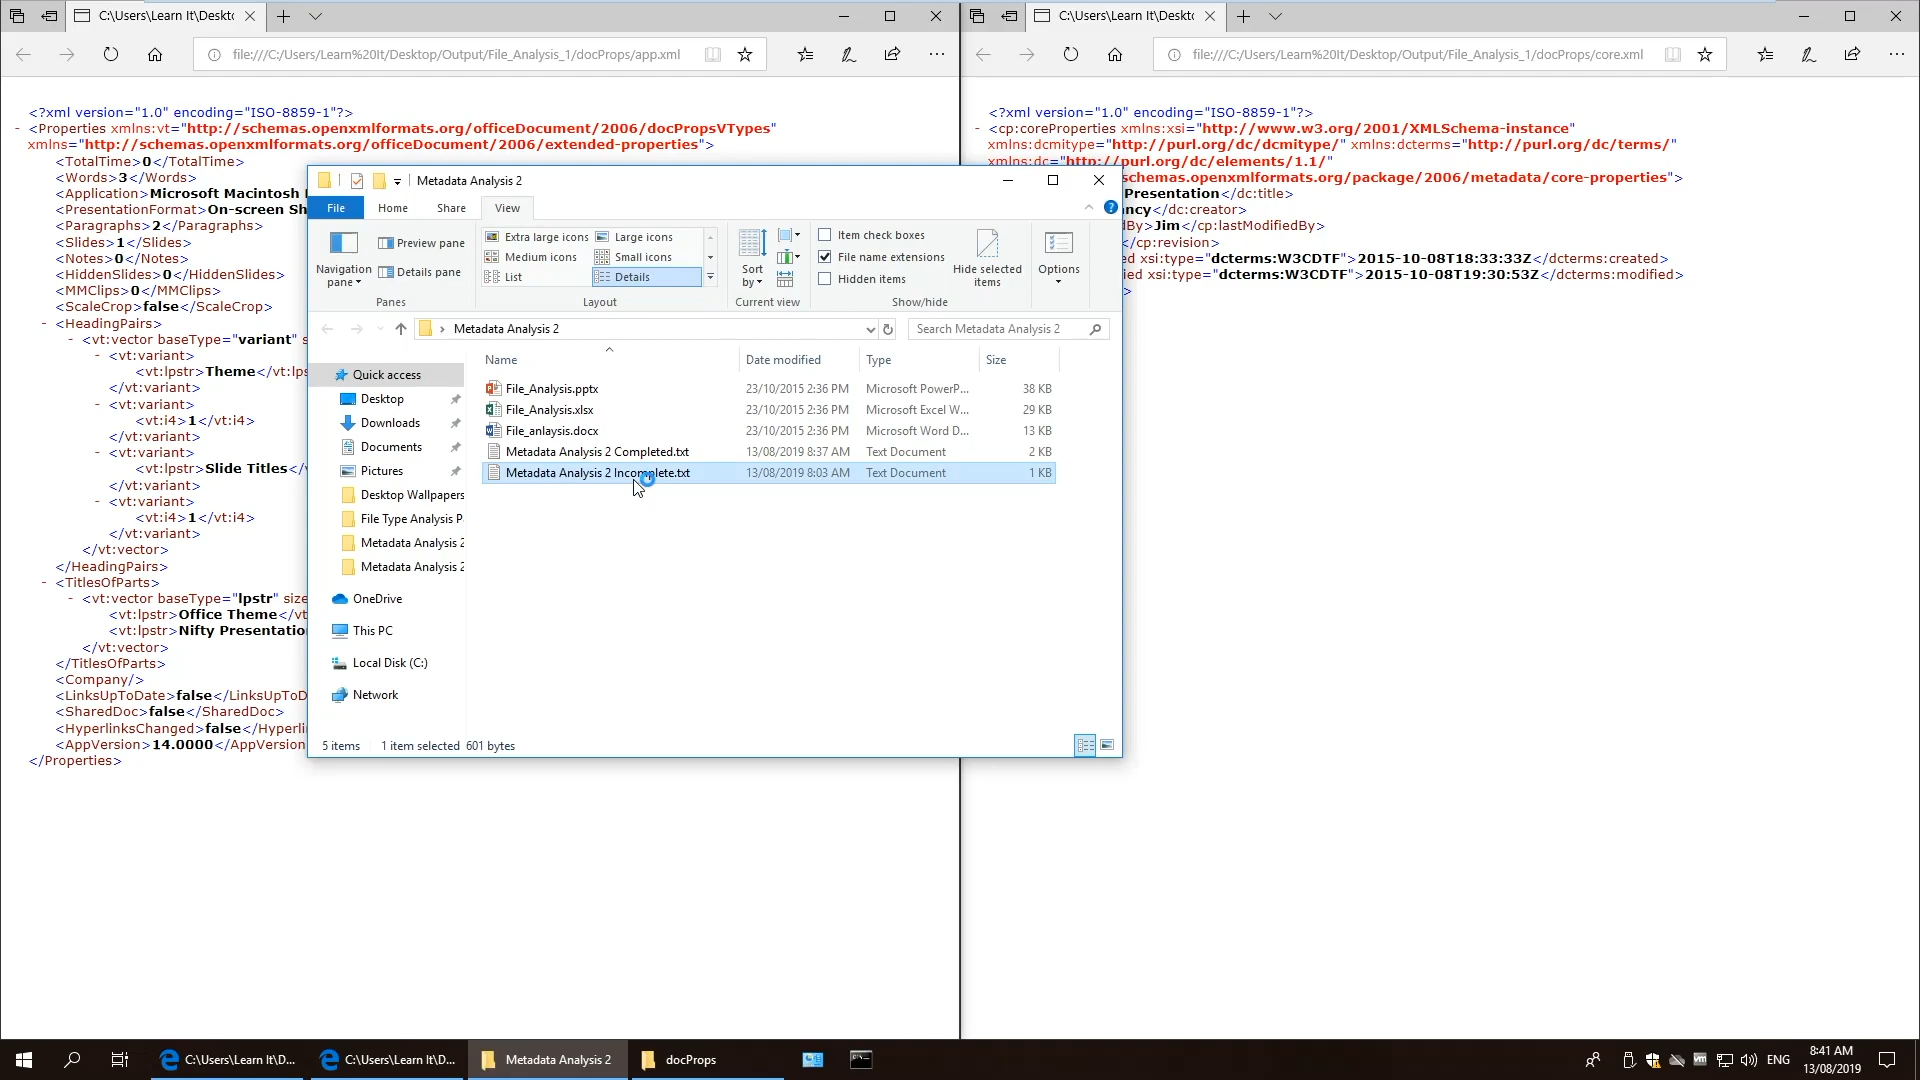 C:\Users\Learn It\Deskto
file:///C:/Users/Learn%20It/Desktop/Output/File_Analysis_1/docProps/app.xml
<?xml version="1.0" encoding="ISO-8859-1"?>
- <Properties xmlns:vt="http://schemas.openxmlformats.org/officeDocument/2006/docPropsVTypes"
xmlns="http://schemas.openxmlformats.org/officeDocument/2006/extended-properties">
<TotalTime>0</TotalTime>
<Words>3</Words>
<Application>Microsoft Macintosh
<PresentationFormat>On-screen Sh
<Paragraphs>2</Paragraphs>
<Slides>1</Slides>
<Notes>0</Notes>
<HiddenSlides>0</HiddenSlides>
<MMClips>0</MMClips>
<ScaleCrop>false</ScaleCrop>
- <HeadingPairs>
- <vt:vector baseType="variant" s
- <vt:variant>
<vt:lpstr>Theme</vt:lps
</vt:variant>
- <vt:variant>
<vt:i4>1</vt:i4>
</vt:variant>
- <vt:variant>
<vt:lpstr>Slide Titles</v
</vt:variant>
- <vt:variant>
<vt:i4>1</vt:i4>
</vt:variant>
</vt:vector>
</HeadingPairs>
- <TitlesOfParts>
- <vt:vector baseType="lpstr" size
<vt:lpstr>Office Theme</vt
<vt:lpstr>Nifty Presentatio
</vt:vector>
</TitlesOfParts>
<Company/>
<LinksUpToDate>false</LinksUpToD
<SharedDoc>false</SharedDoc>
<HyperlinksChanged>false</Hyperli
<AppVersion>14.0000</AppVersion
</Properties>
C:\Users\Learn It\Deskto
file:///C:/Users/Learn%20It/Desktop/Output/File_Analysis_1/docProps/core.xml
<?xml version="1.0" encoding="ISO-8859-1"?>
- <cp:coreProperties xmlns:xsi="http://www.w3.org/2001/XMLSchema-instance"
xmlns:dcmitype="http://purl.org/dc/dcmitype/" xmlns:dcterms="http://purl.org/dc/terms/"
xmlns:dc="http://purl.org/dc/elements/1.1/"
schemas.openxmlformats.org/package/2006/metadata/core-properties">
Presentation</dc:title>
ncy</dc:creator>
dBy>Jim</cp:lastModifiedBy>
</cp:revision>
d xsi:type="dcterms:W3CDTF">2015-10-08T18:33:33Z</dcterms:created>
ed xsi:type="dcterms:W3CDTF">2015-10-08T19:30:53Z</dcterms:modified>
>
Metadata Analysis 2
File Home Share View
Navigation pane
Preview pane
Details pane
Panes
Extra large icons Large icons
Medium icons Small icons
List Details
Layout
Sort by
Current view
Item check boxes
File name extensions
Hidden items
Hide selected items
Show/hide
Options
Metadata Analysis 2
Search Metadata Analysis 2
Quick access
Desktop
Downloads
Documents
Pictures
Desktop Wallpapers
File Type Analysis P
Metadata Analysis 2
Metadata Analysis 2
OneDrive
This PC
Local Disk (C:)
Network
Name Date modified Type Size
File_Analysis.pptx 23/10/2015 2:36 PM Microsoft PowerP... 38 KB
File_Analysis.xlsx 23/10/2015 2:36 PM Microsoft Excel W... 29 KB
File_anlaysis.docx 23/10/2015 2:36 PM Microsoft Word D... 13 KB
Metadata Analysis 2 Completed.txt 13/08/2019 8:37 AM Text Document 2 KB
Metadata Analysis 2 Incomplete.txt 13/08/2019 8:03 AM Text Document 1 KB
5 items 1 item selected 601 bytes
C:\Users\Learn It\D...
C:\Users\Learn It\D...
Metadata Analysis 2
docProps
ENG
8:41 AM
13/08/2019